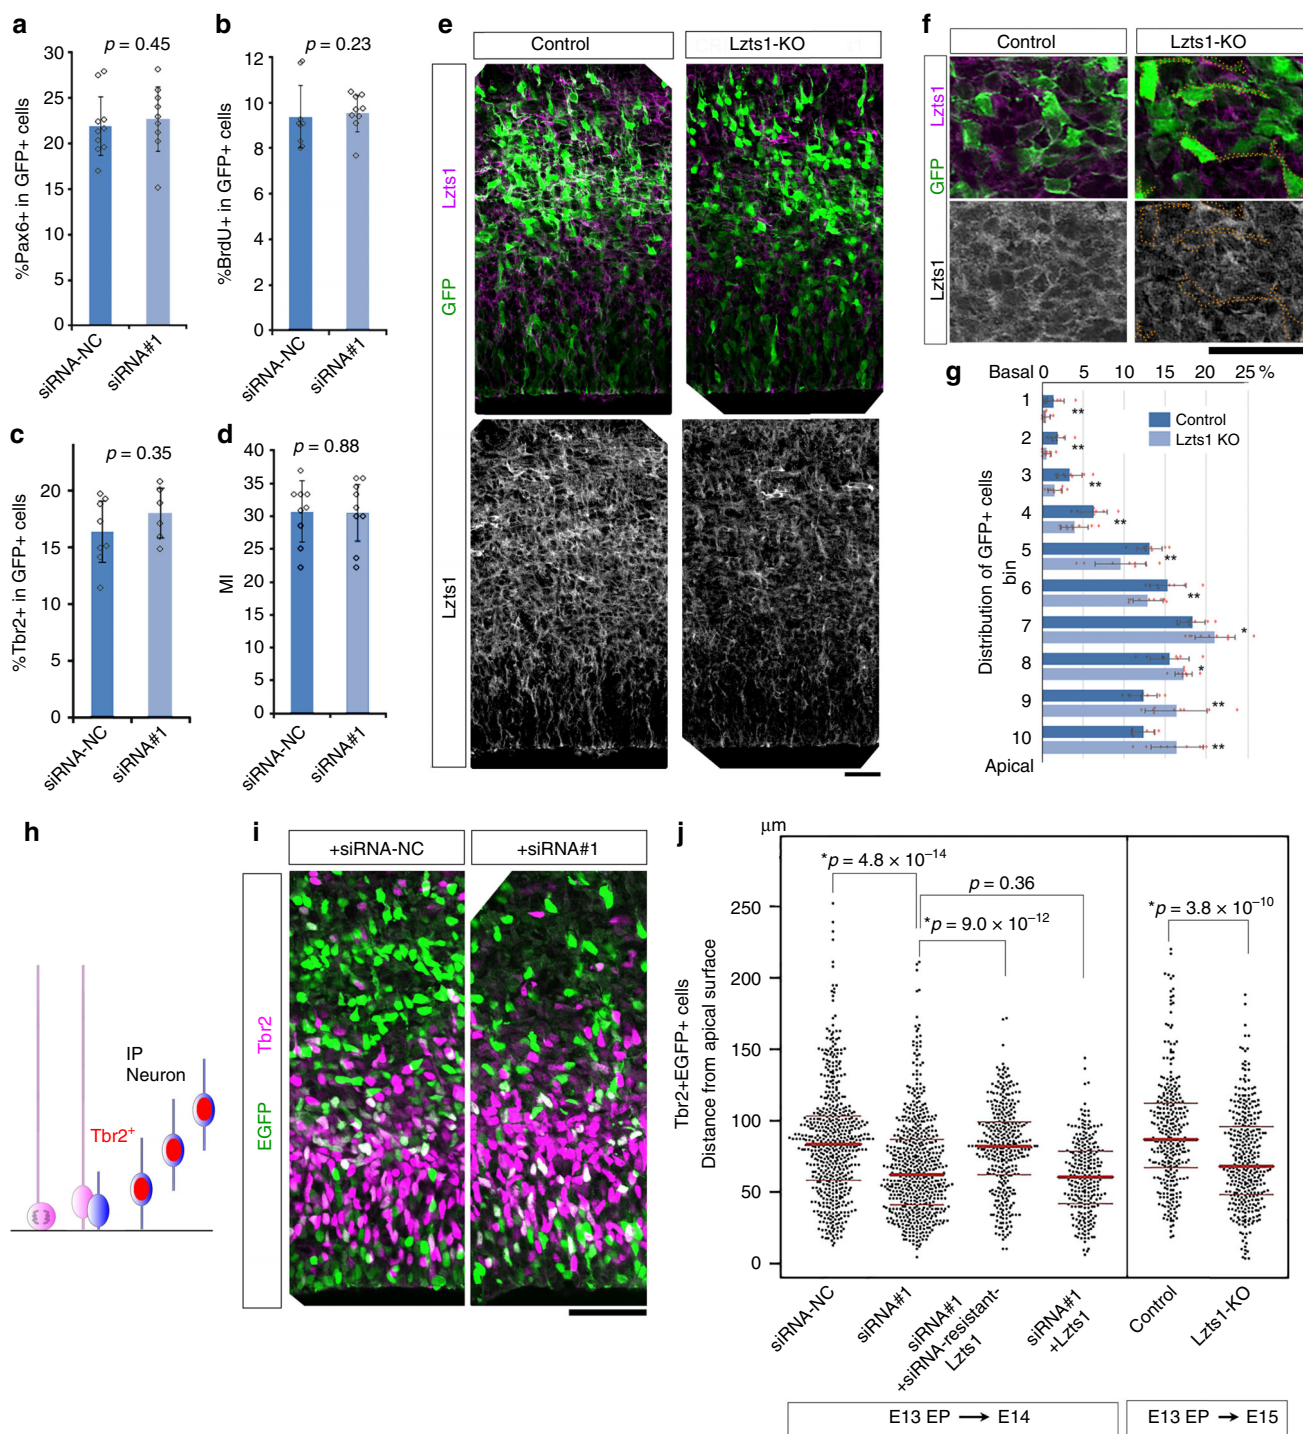 a
p = 0.45
%Pax6+ in GFP+ cells
30
25
20
15
10
5
0
siRNA-NC
siRNA#1
b
p = 0.23
%BrdU+ in GFP+ cells
12
10
8
6
4
2
0
siRNA-NC
siRNA#1
c
p = 0.35
%Tbr2+ in GFP+ cells
20
15
10
5
0
siRNA-NC
siRNA#1
d
p = 0.88
MI
40
35
30
25
20
15
10
5
0
siRNA-NC
siRNA#1
e
Control
Lzts1-KO
GFP Lzts1
Lzts1
f
Control
Lzts1-KO
GFP Lzts1
Lzts1
g
Basal 0 5 10 15 20 25 %
Distribution of GFP+ cells
bin
1
**
2
**
3
**
4
**
5
**
6
**
7
*
8
*
9
**
10
**
Apical
Control
Lzts1 KO
h
IP
Neuron
Tbr2+
i
+siRNA-NC
+siRNA#1
EGFP Tbr2
j
µm
Tbr2+EGFP+ cells
Distance from apical surface
250
200
150
100
50
0
*p = 4.8 × 10–14
p = 0.36
*p = 9.0 × 10–12
*p = 3.8 × 10–10
siRNA-NC
siRNA#1
siRNA#1
+siRNA-resistant-
Lzts1
siRNA#1
+Lzts1
Control
Lzts1-KO
E13 EP → E14
E13 EP → E15